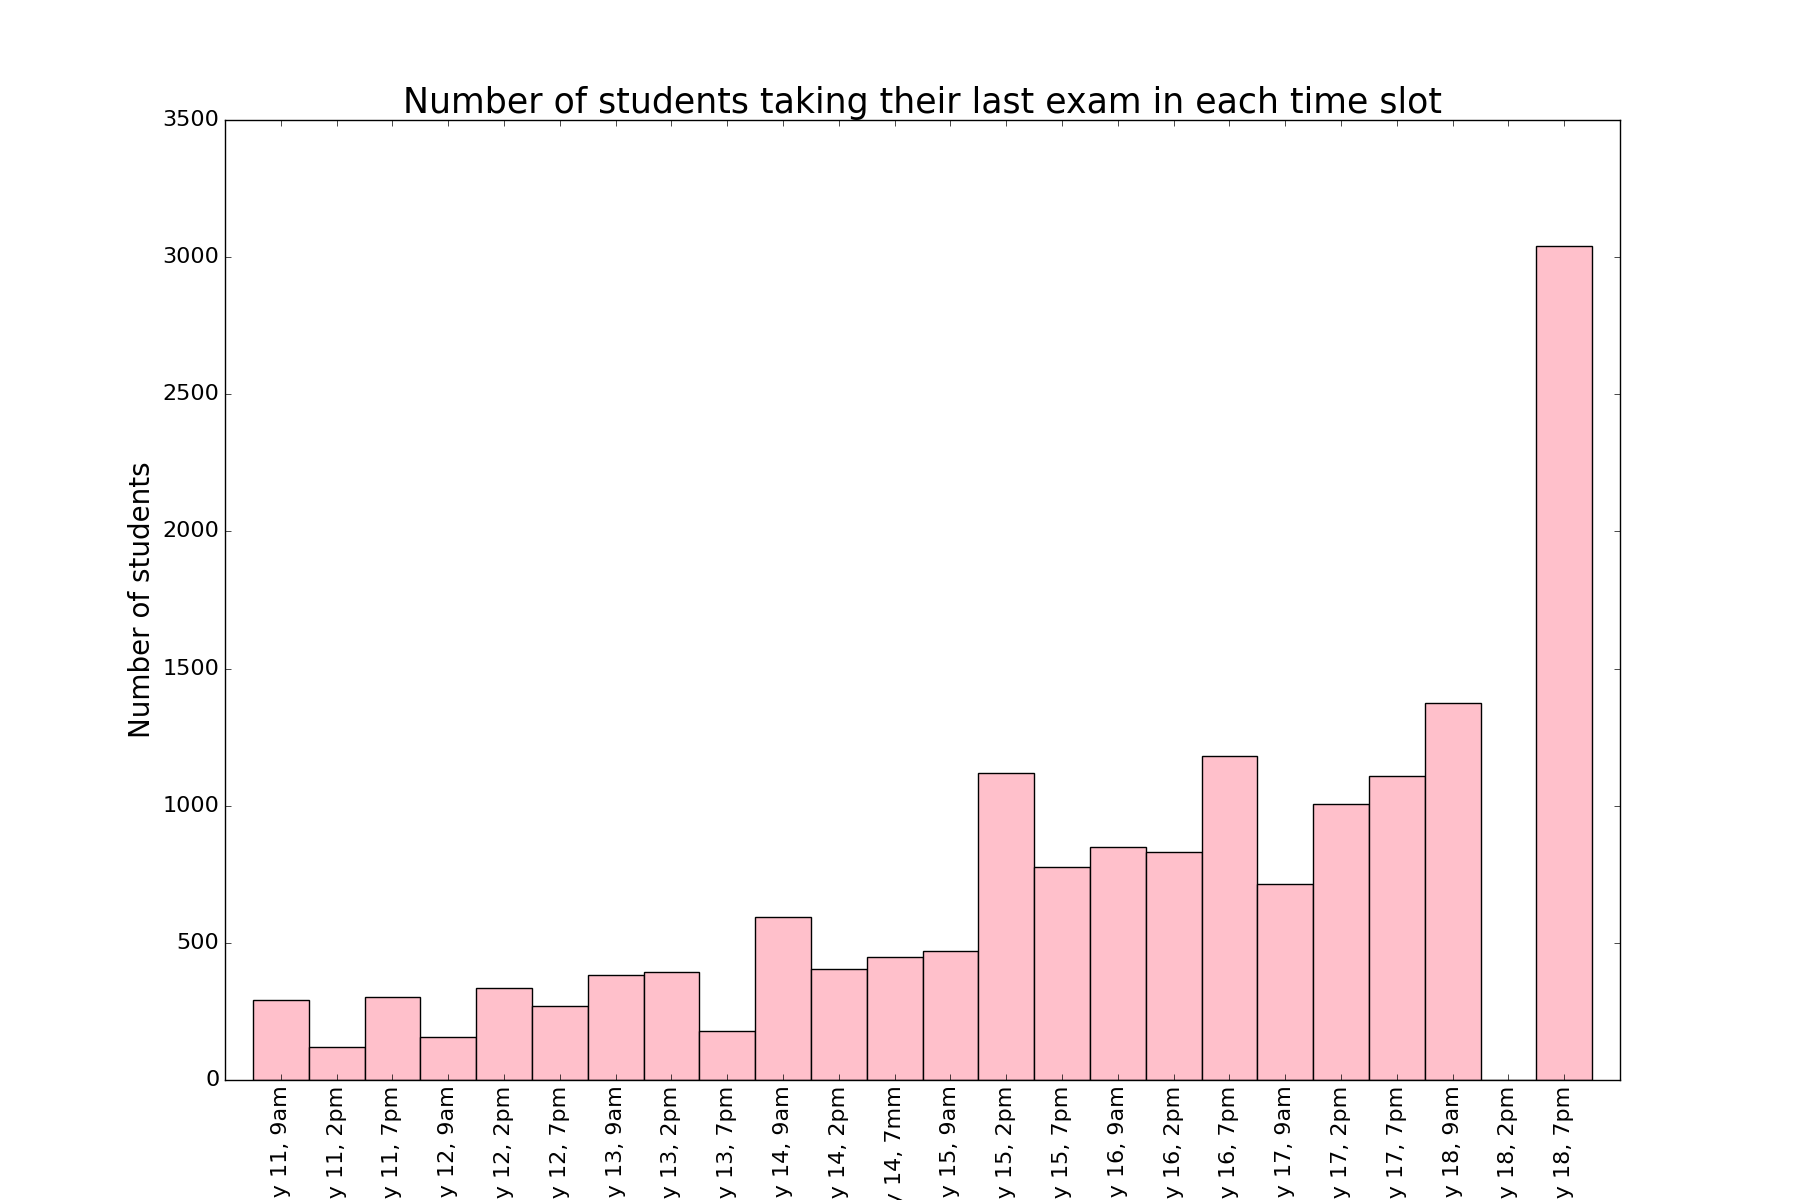 Number of students taking their last exam in each time slot
3500
3000
2500
2000
1500
1000
500
0
Number of students
y 11, 9am
y 11, 2pm
y 11, 7pm
y 12, 9am
y 12, 2pm
y 12, 7pm
y 13, 9am
y 13, 2pm
y 13, 7pm
y 14, 9am
y 14, 2pm
y 14, 7mm
y 15, 9am
y 15, 2pm
y 15, 7pm
y 16, 9am
y 16, 2pm
y 16, 7pm
y 17, 9am
y 17, 2pm
y 17, 7pm
y 18, 9am
y 18, 2pm
y 18, 7pm